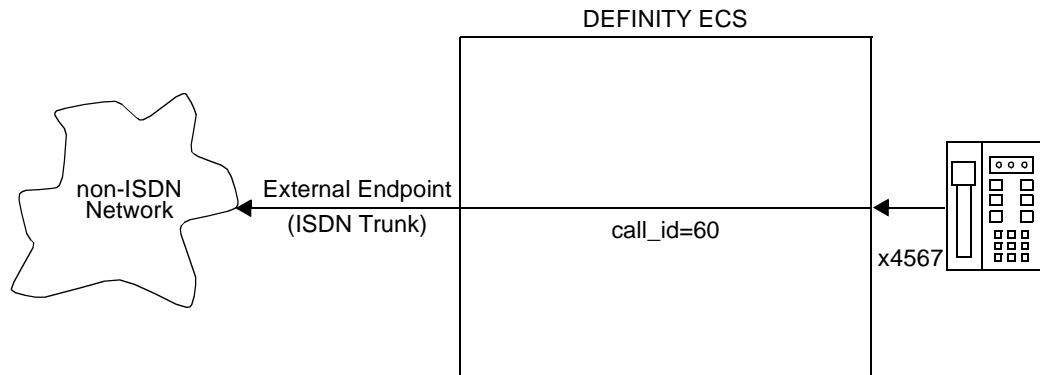 DEFINITY ECS
non-ISDN
Network
External Endpoint
(ISDN Trunk)
call_id=60
x4567